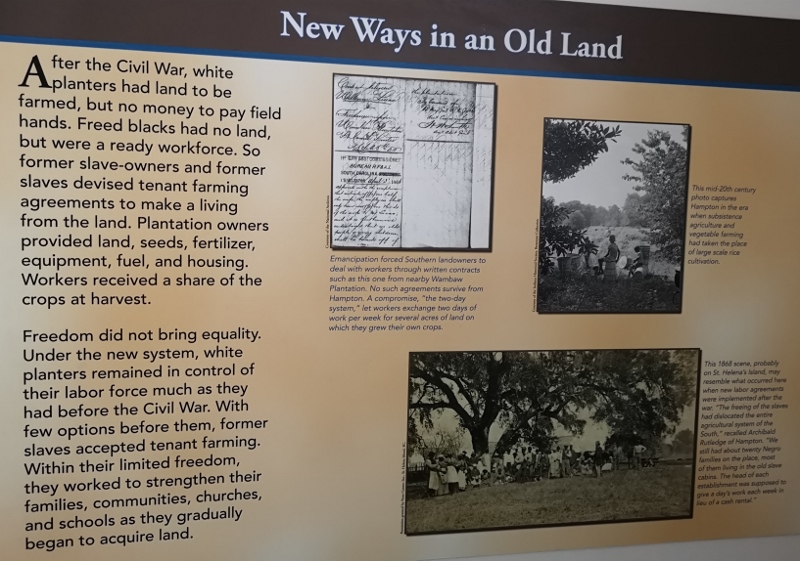 New Ways in an Old Land
After the Civil War, white
planters had land to be
farmed, but no money to pay field
hands. Freed blacks had no land,
but were a ready workforce. So
former slave-owners and former
slaves devised tenant farming
agreements to make a living
from the land. Plantation owners
provided land, seeds, fertilizer,
equipment, fuel, and housing.
Workers received a share of the
crops at harvest.
Freedom did not bring equality.
Under the new system, white
planters remained in control of
their labor force much as they
had before the Civil War. With
few options before them, former
slaves accepted tenant farming.
Within their limited freedom,
they worked to strengthen their
families, communities, churches,
and schools as they gradually
began to acquire land.
Emancipation forced Southern landowners to
deal with workers through written contracts
such as this one from nearby Wambaw
Plantation. No such agreements survive from
Hampton. A compromise, "the two-day
system," let workers exchange two days of
work per week for several acres of land on
which they grew their own crops.
This mid-20th century
photo captures
Hampton in the era
when subsistence
agriculture and
vegetable farming
had taken the place
of large scale rice
cultivation.
This 1868 scene, probably
on St. Helena's Island, may
resemble what occurred here
when new labor agreements
were implemented after the
war. "The freeing of the slaves
had dislocated the entire
agricultural system of the
South," recalled Archibald
Rutledge of Hampton. "We
still had about twenty Negro
families on the place, most
of them living in the old slave
cabins. The head of each
establishment was supposed to
give a day's work each week in
lieu of a cash rental."